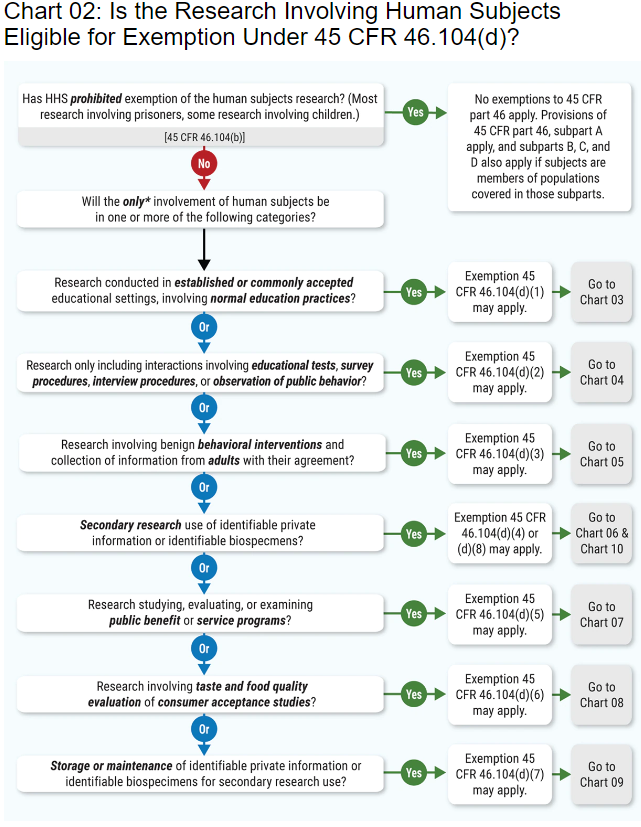 Chart 02: Is the Research Involving Human Subjects
Eligible for Exemption Under 45 CFR 46.104(d)?
Has HHS prohibited exemption of the human subjects research? (Most
research involving prisoners, some research involving children.)
[45 CFR 46.104(b)]
Yes
No exemptions to 45 CFR
part 46 apply. Provisions of
45 CFR part 46, subpart A
apply, and subparts B, C, and
D also apply if subjects are
members of populations
covered in those subparts.
No
Will the only* involvement of human subjects be
in one or more of the following categories?
Research conducted in established or commonly accepted
educational settings, involving normal education practices?
Yes
Exemption 45
CFR 46.104(d)(1)
may apply.
Go to
Chart 03
Or
Research only including interactions involving educational tests, survey
procedures, interview procedures, or observation of public behavior?
Yes
Exemption 45
CFR 46.104(d)(2)
may apply.
Go to
Chart 04
Or
Research involving benign behavioral interventions and
collection of information from adults with their agreement?
Yes
Exemption 45
CFR 46.104(d)(3)
may apply.
Go to
Chart 05
Or
Secondary research use of identifiable private
information or identifiable biospecmens?
Yes
Exemption 45 CFR
46.104(d)(4) or
(d)(8) may apply.
Go to
Chart 06 &
Chart 10
Or
Research studying, evaluating, or examining
public benefit or service programs?
Yes
Exemption 45
CFR 46.104(d)(5)
may apply.
Go to
Chart 07
Or
Research involving taste and food quality
evaluation of consumer acceptance studies?
Yes
Exemption 45
CFR 46.104(d)(6)
may apply.
Go to
Chart 08
Or
Storage or maintenance of identifiable private information or
identifiable biospecimens for secondary research use?
Yes
Exemption 45
CFR 46.104(d)(7)
may apply.
Go to
Chart 09